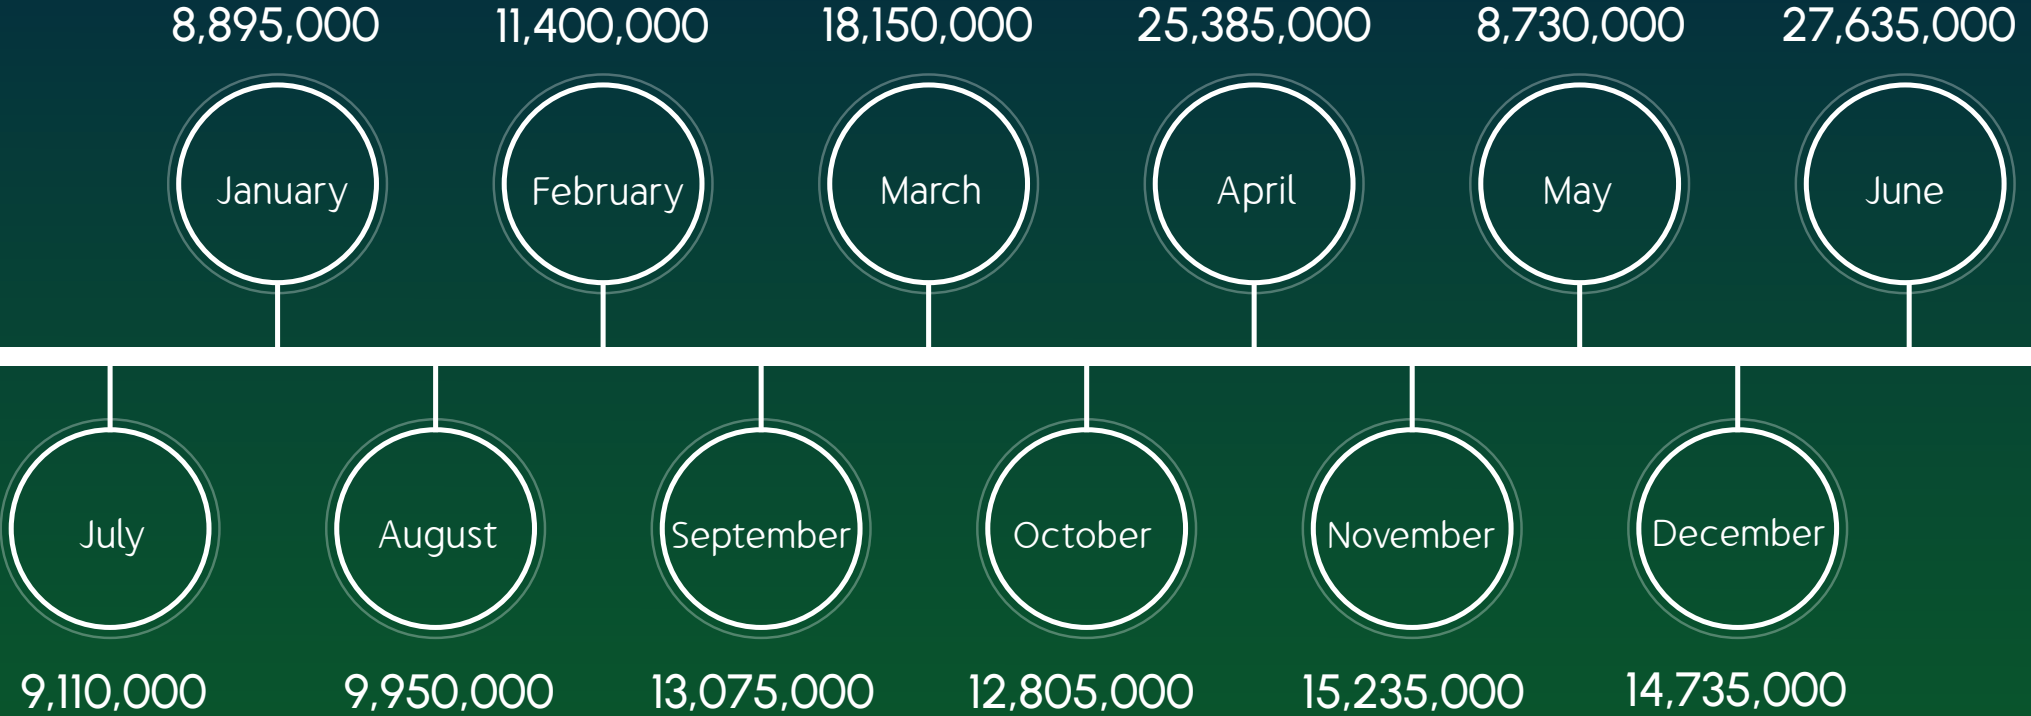 8,895,000 11,400,000 18,150,000 25,385,000 8,730,000 27,635,000
January February March April May June
July August September October November December
9,110,000 9,950,000 13,075,000 12,805,000 15,235,000 14,735,000